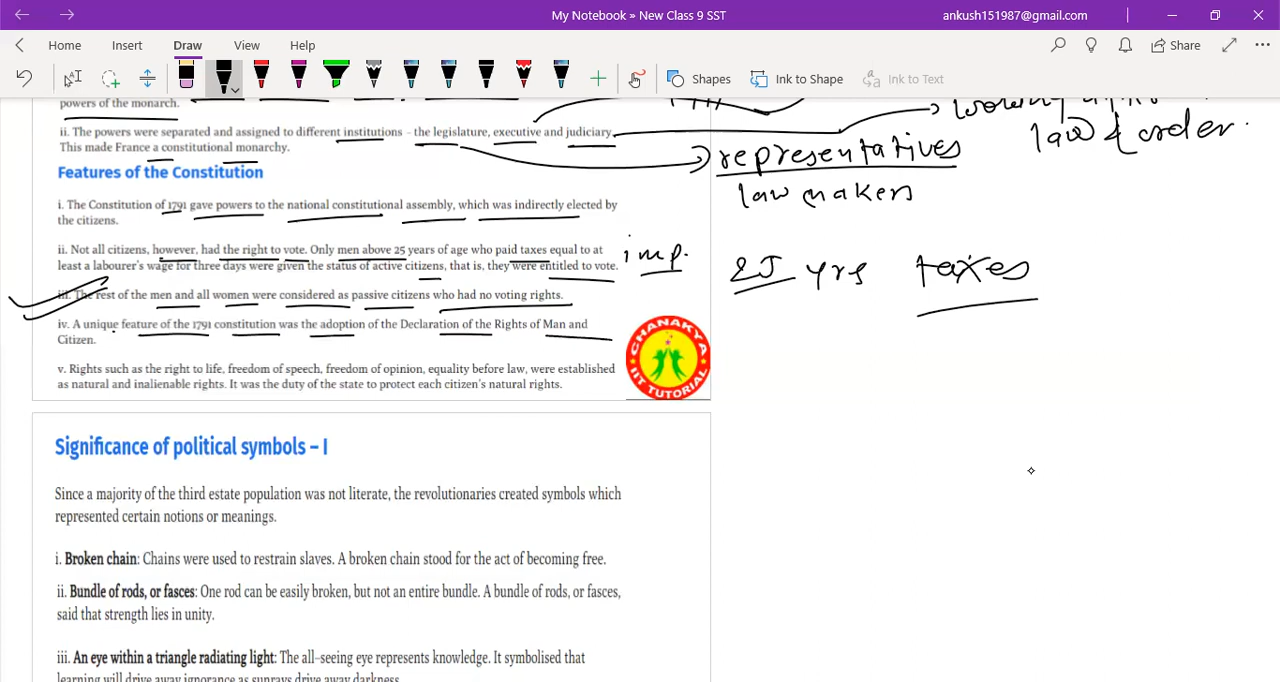 My Notebook » New Class 9 SST
ankush151987@gmail.com
Home Insert Draw View Help
Share
Shapes Ink to Shape Ink to Text
powers of the monarch.
ii. The powers were separated and assigned to different institutions - the legislature, executive and judiciary.
This made France a constitutional monarchy.
law & order.
representatives
law makers
Features of the Constitution
i. The Constitution of 1791 gave powers to the national constitutional assembly, which was indirectly elected by
the citizens.
ii. Not all citizens, however, had the right to vote. Only men above 25 years of age who paid taxes equal to at
least a labourer's wage for three days were given the status of active citizens, that is, they were entitled to vote.
imp.
25 yrs taxes
iii. The rest of the men and all women were considered as passive citizens who had no voting rights.
iv. A unique feature of the 1791 constitution was the adoption of the Declaration of the Rights of Man and
Citizen.
v. Rights such as the right to life, freedom of speech, freedom of opinion, equality before law, were established
as natural and inalienable rights. It was the duty of the state to protect each citizen's natural rights.
CHANAKYA
IIT TUTORIAL
Significance of political symbols – I
Since a majority of the third estate population was not literate, the revolutionaries created symbols which
represented certain notions or meanings.
i. Broken chain: Chains were used to restrain slaves. A broken chain stood for the act of becoming free.
ii. Bundle of rods, or fasces: One rod can be easily broken, but not an entire bundle. A bundle of rods, or fasces,
said that strength lies in unity.
iii. An eye within a triangle radiating light: The all-seeing eye represents knowledge. It symbolised that
learning will drive away ignorance as sunrays drive away darkness.